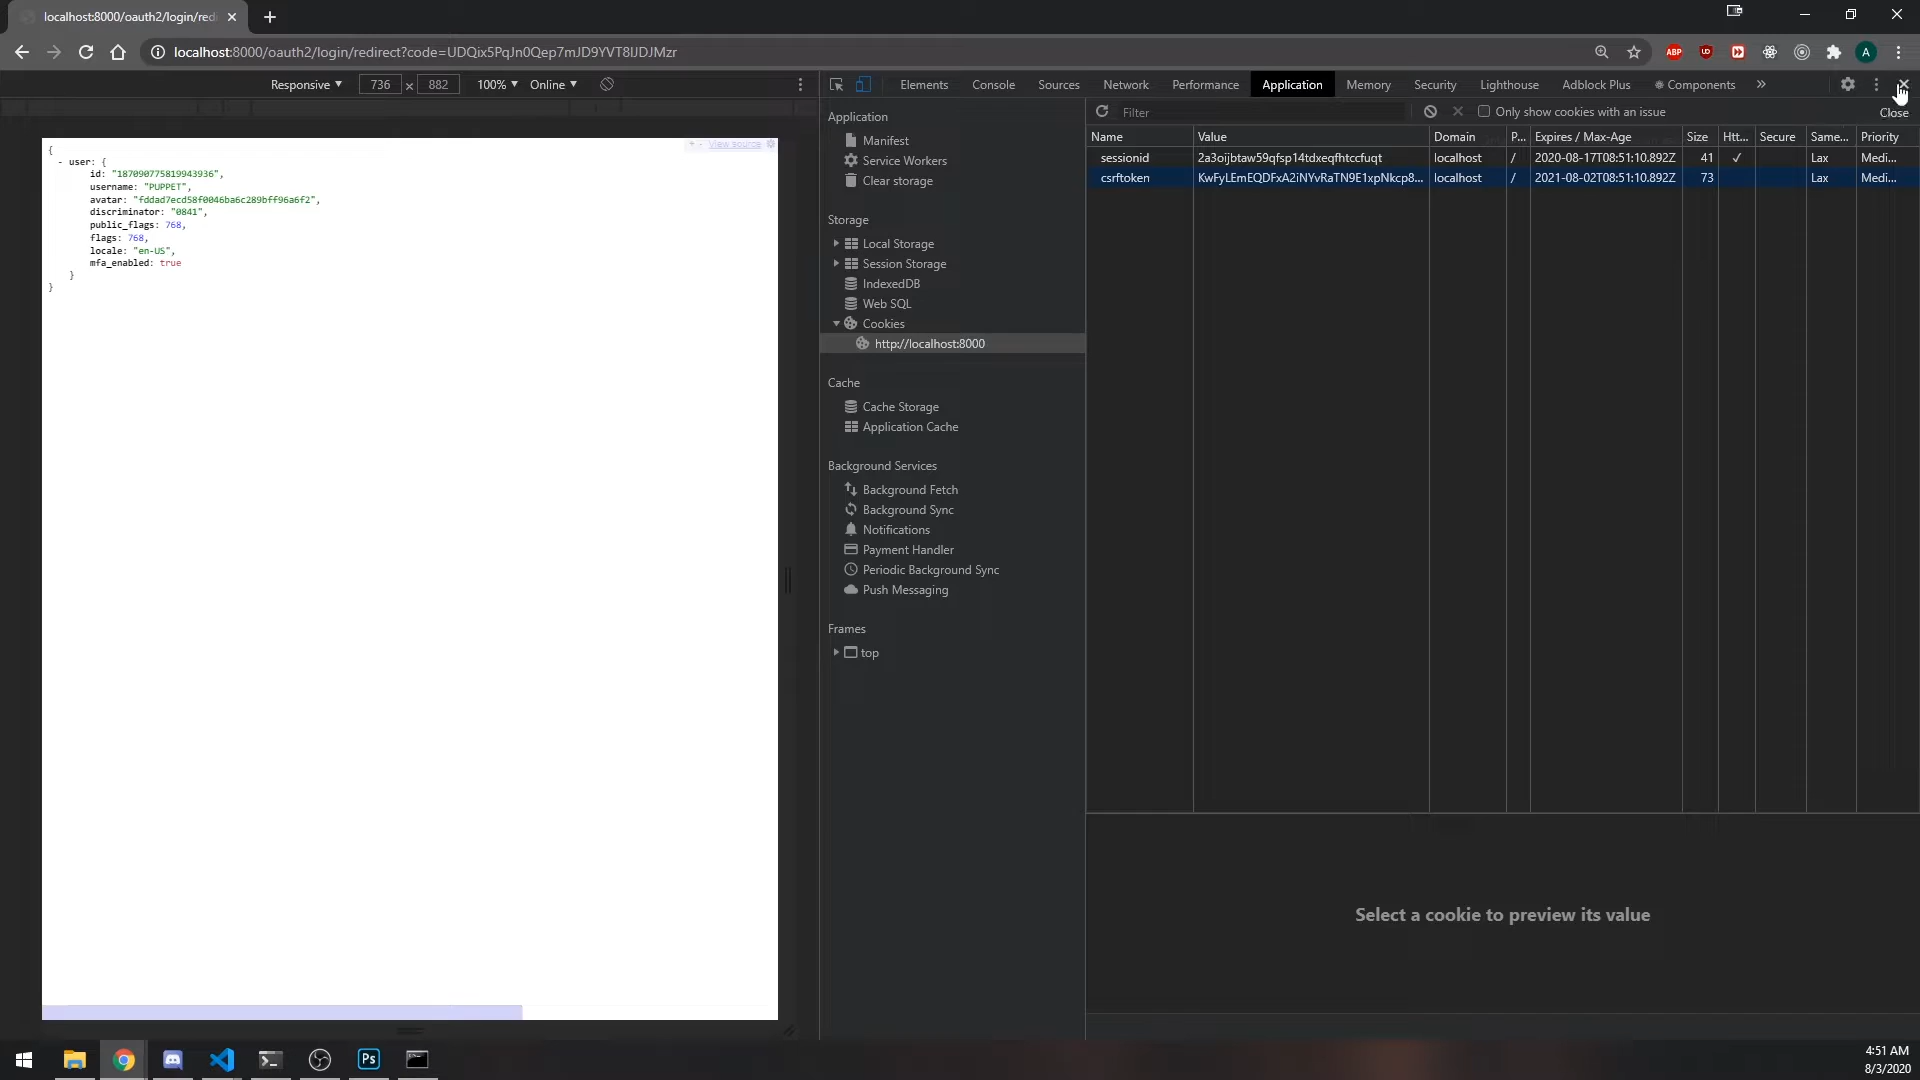 localhost:8000/oauth2/login/redi
localhost:8000/oauth2/login/redirect?code=UDQix5PqJn0Qep7mJD9YVT8lJDJMzr
ABP
A
Responsive 736 × 882 100% Online
Elements Console Sources Network Performance Application Memory Security Lighthouse Adblock Plus Components
Close
Filter
Only show cookies with an issue
+ - View source
{
- user: {
id: "187090775819943936",
username: "PUPPET",
avatar: "fddad7ecd58f0046ba6c289bff96a6f2",
discriminator: "0841",
public_flags: 768,
flags: 768,
locale: "en-US",
mfa_enabled: true
}
}
Application
Manifest
Service Workers
Clear storage
Storage
Local Storage
Session Storage
IndexedDB
Web SQL
Cookies
http://localhost:8000
Cache
Cache Storage
Application Cache
Background Services
Background Fetch
Background Sync
Notifications
Payment Handler
Periodic Background Sync
Push Messaging
Frames
top
Name Value Domain P... Expires / Max-Age Size Htt... Secure Same... Priority
sessionid 2a3oijbtaw59qfsp14tdxeqfhtccfuqt localhost / 2020-08-17T08:51:10.892Z 41 ✓ Lax Medi...
csrftoken KwFyLEmEQDFxA2iNYvRaTN9E1xpNkcp8... localhost / 2021-08-02T08:51:10.892Z 73 Lax Medi...
Select a cookie to preview its value
Ps
4:51 AM
8/3/2020